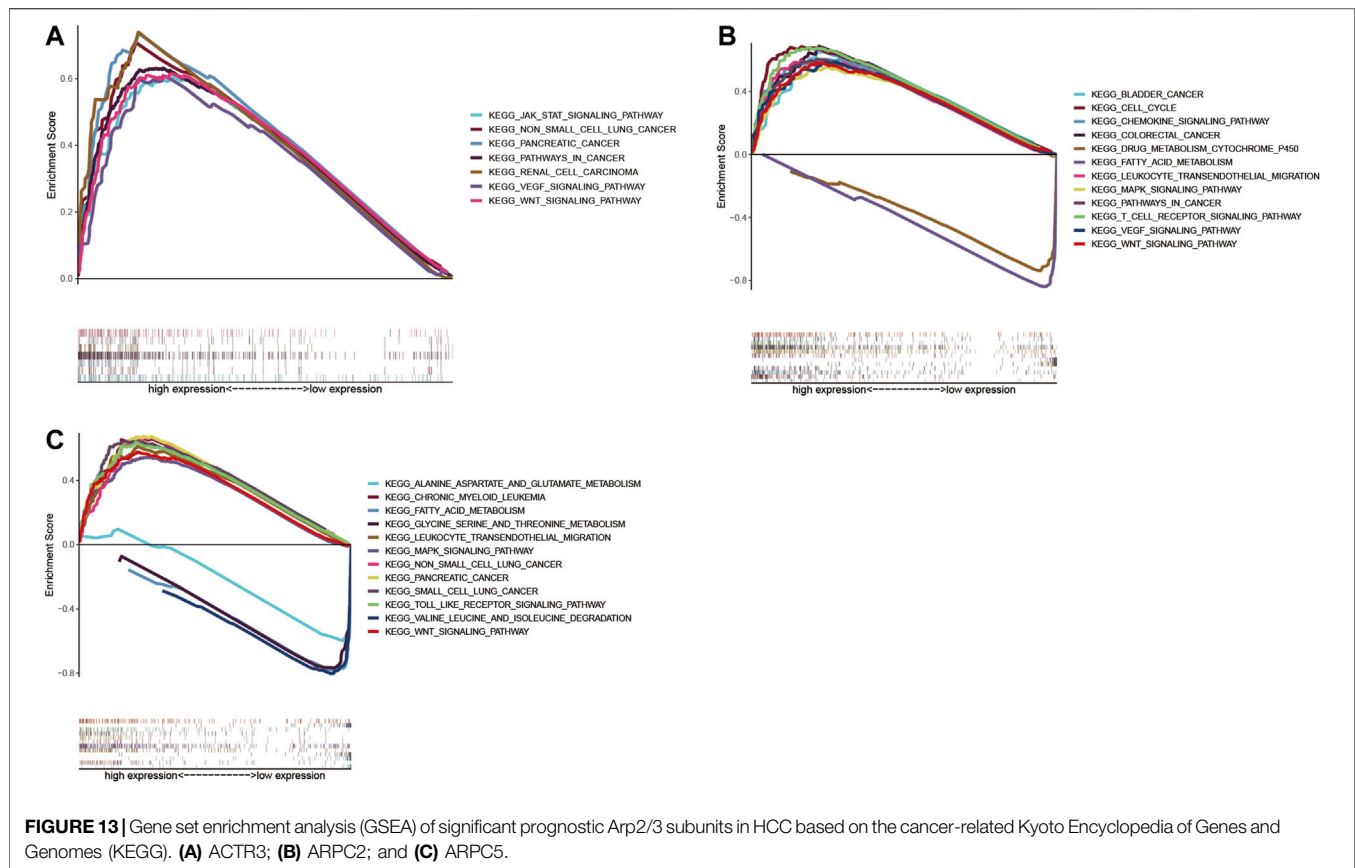 A
Enrichment Score
0.6
0.4
0.2
0.0
KEGG_JAK_STAT_SIGNALING_PATHWAY
KEGG_NON_SMALL_CELL_LUNG_CANCER
KEGG_PANCREATIC_CANCER
KEGG_PATHWAYS_IN_CANCER
KEGG_RENAL_CELL_CARCINOMA
KEGG_VEGF_SIGNALING_PATHWAY
KEGG_WNT_SIGNALING_PATHWAY
high expression<------------->low expression
B
Enrichment Score
0.4
0.0
−0.4
−0.8
KEGG_BLADDER_CANCER
KEGG_CELL_CYCLE
KEGG_CHEMOKINE_SIGNALING_PATHWAY
KEGG_COLORECTAL_CANCER
KEGG_DRUG_METABOLISM_CYTOCHROME_P450
KEGG_FATTY_ACID_METABOLISM
KEGG_LEUKOCYTE_TRANSENDOTHELIAL_MIGRATION
KEGG_MAPK_SIGNALING_PATHWAY
KEGG_PATHWAYS_IN_CANCER
KEGG_T_CELL_RECEPTOR_SIGNALING_PATHWAY
KEGG_VEGF_SIGNALING_PATHWAY
KEGG_WNT_SIGNALING_PATHWAY
high expression<------------->low expression
C
Enrichment Score
0.4
0.0
−0.4
−0.8
KEGG_ALANINE_ASPARTATE_AND_GLUTAMATE_METABOLISM
KEGG_CHRONIC_MYELOID_LEUKEMIA
KEGG_FATTY_ACID_METABOLISM
KEGG_GLYCINE_SERINE_AND_THREONINE_METABOLISM
KEGG_LEUKOCYTE_TRANSENDOTHELIAL_MIGRATION
KEGG_MAPK_SIGNALING_PATHWAY
KEGG_NON_SMALL_CELL_LUNG_CANCER
KEGG_PANCREATIC_CANCER
KEGG_SMALL_CELL_LUNG_CANCER
KEGG_TOLL_LIKE_RECEPTOR_SIGNALING_PATHWAY
KEGG_VALINE_LEUCINE_AND_ISOLEUCINE_DEGRADATION
KEGG_WNT_SIGNALING_PATHWAY
high expression<------------->low expression
FIGURE 13 | Gene set enrichment analysis (GSEA) of significant prognostic Arp2/3 subunits in HCC based on the cancer-related Kyoto Encyclopedia of Genes and
Genomes (KEGG). (A) ACTR3; (B) ARPC2; and (C) ARPC5.